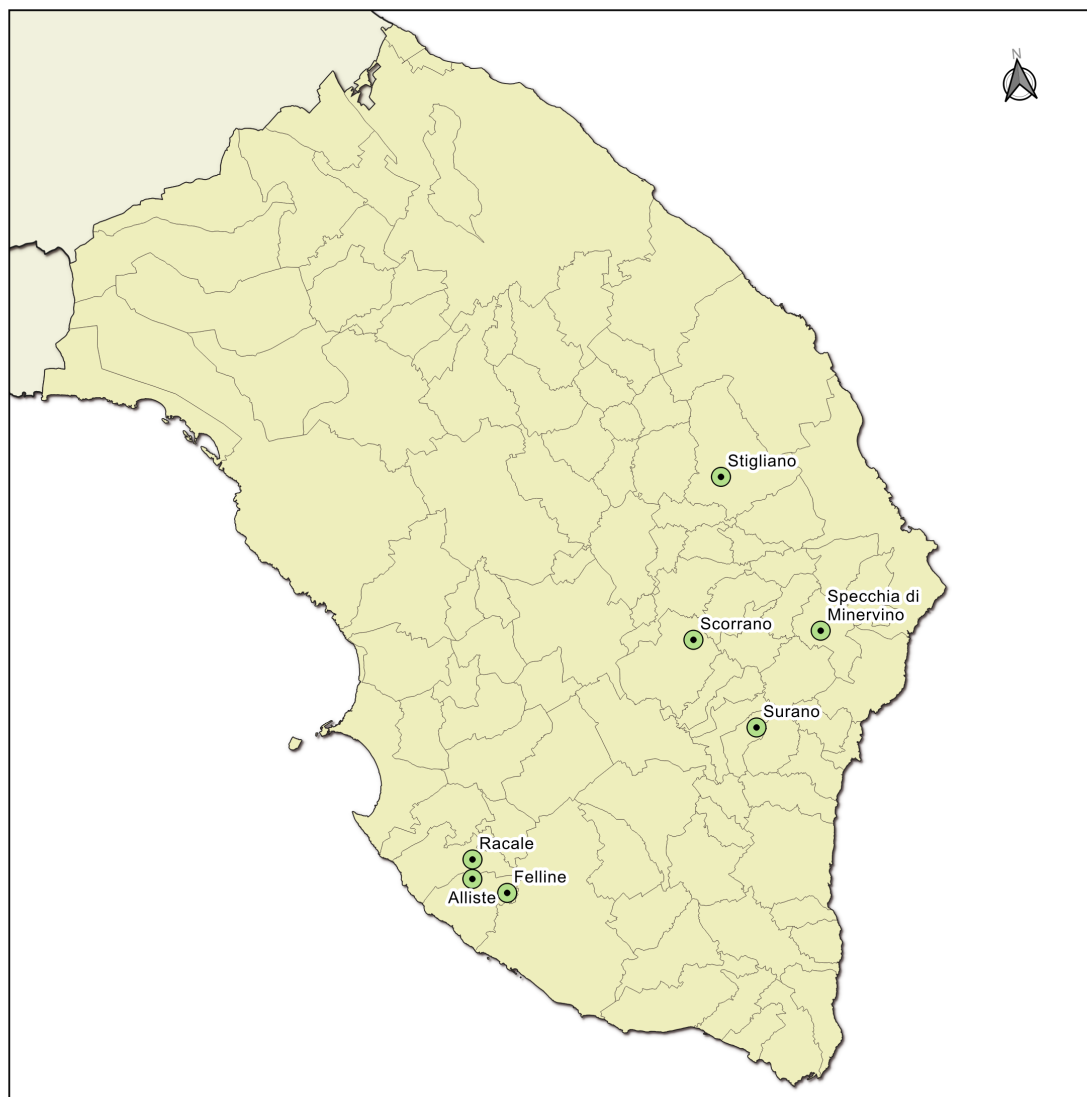 N
Stigliano
Specchia di
Minervino
Scorrano
Surano
Racale
Felline
Alliste